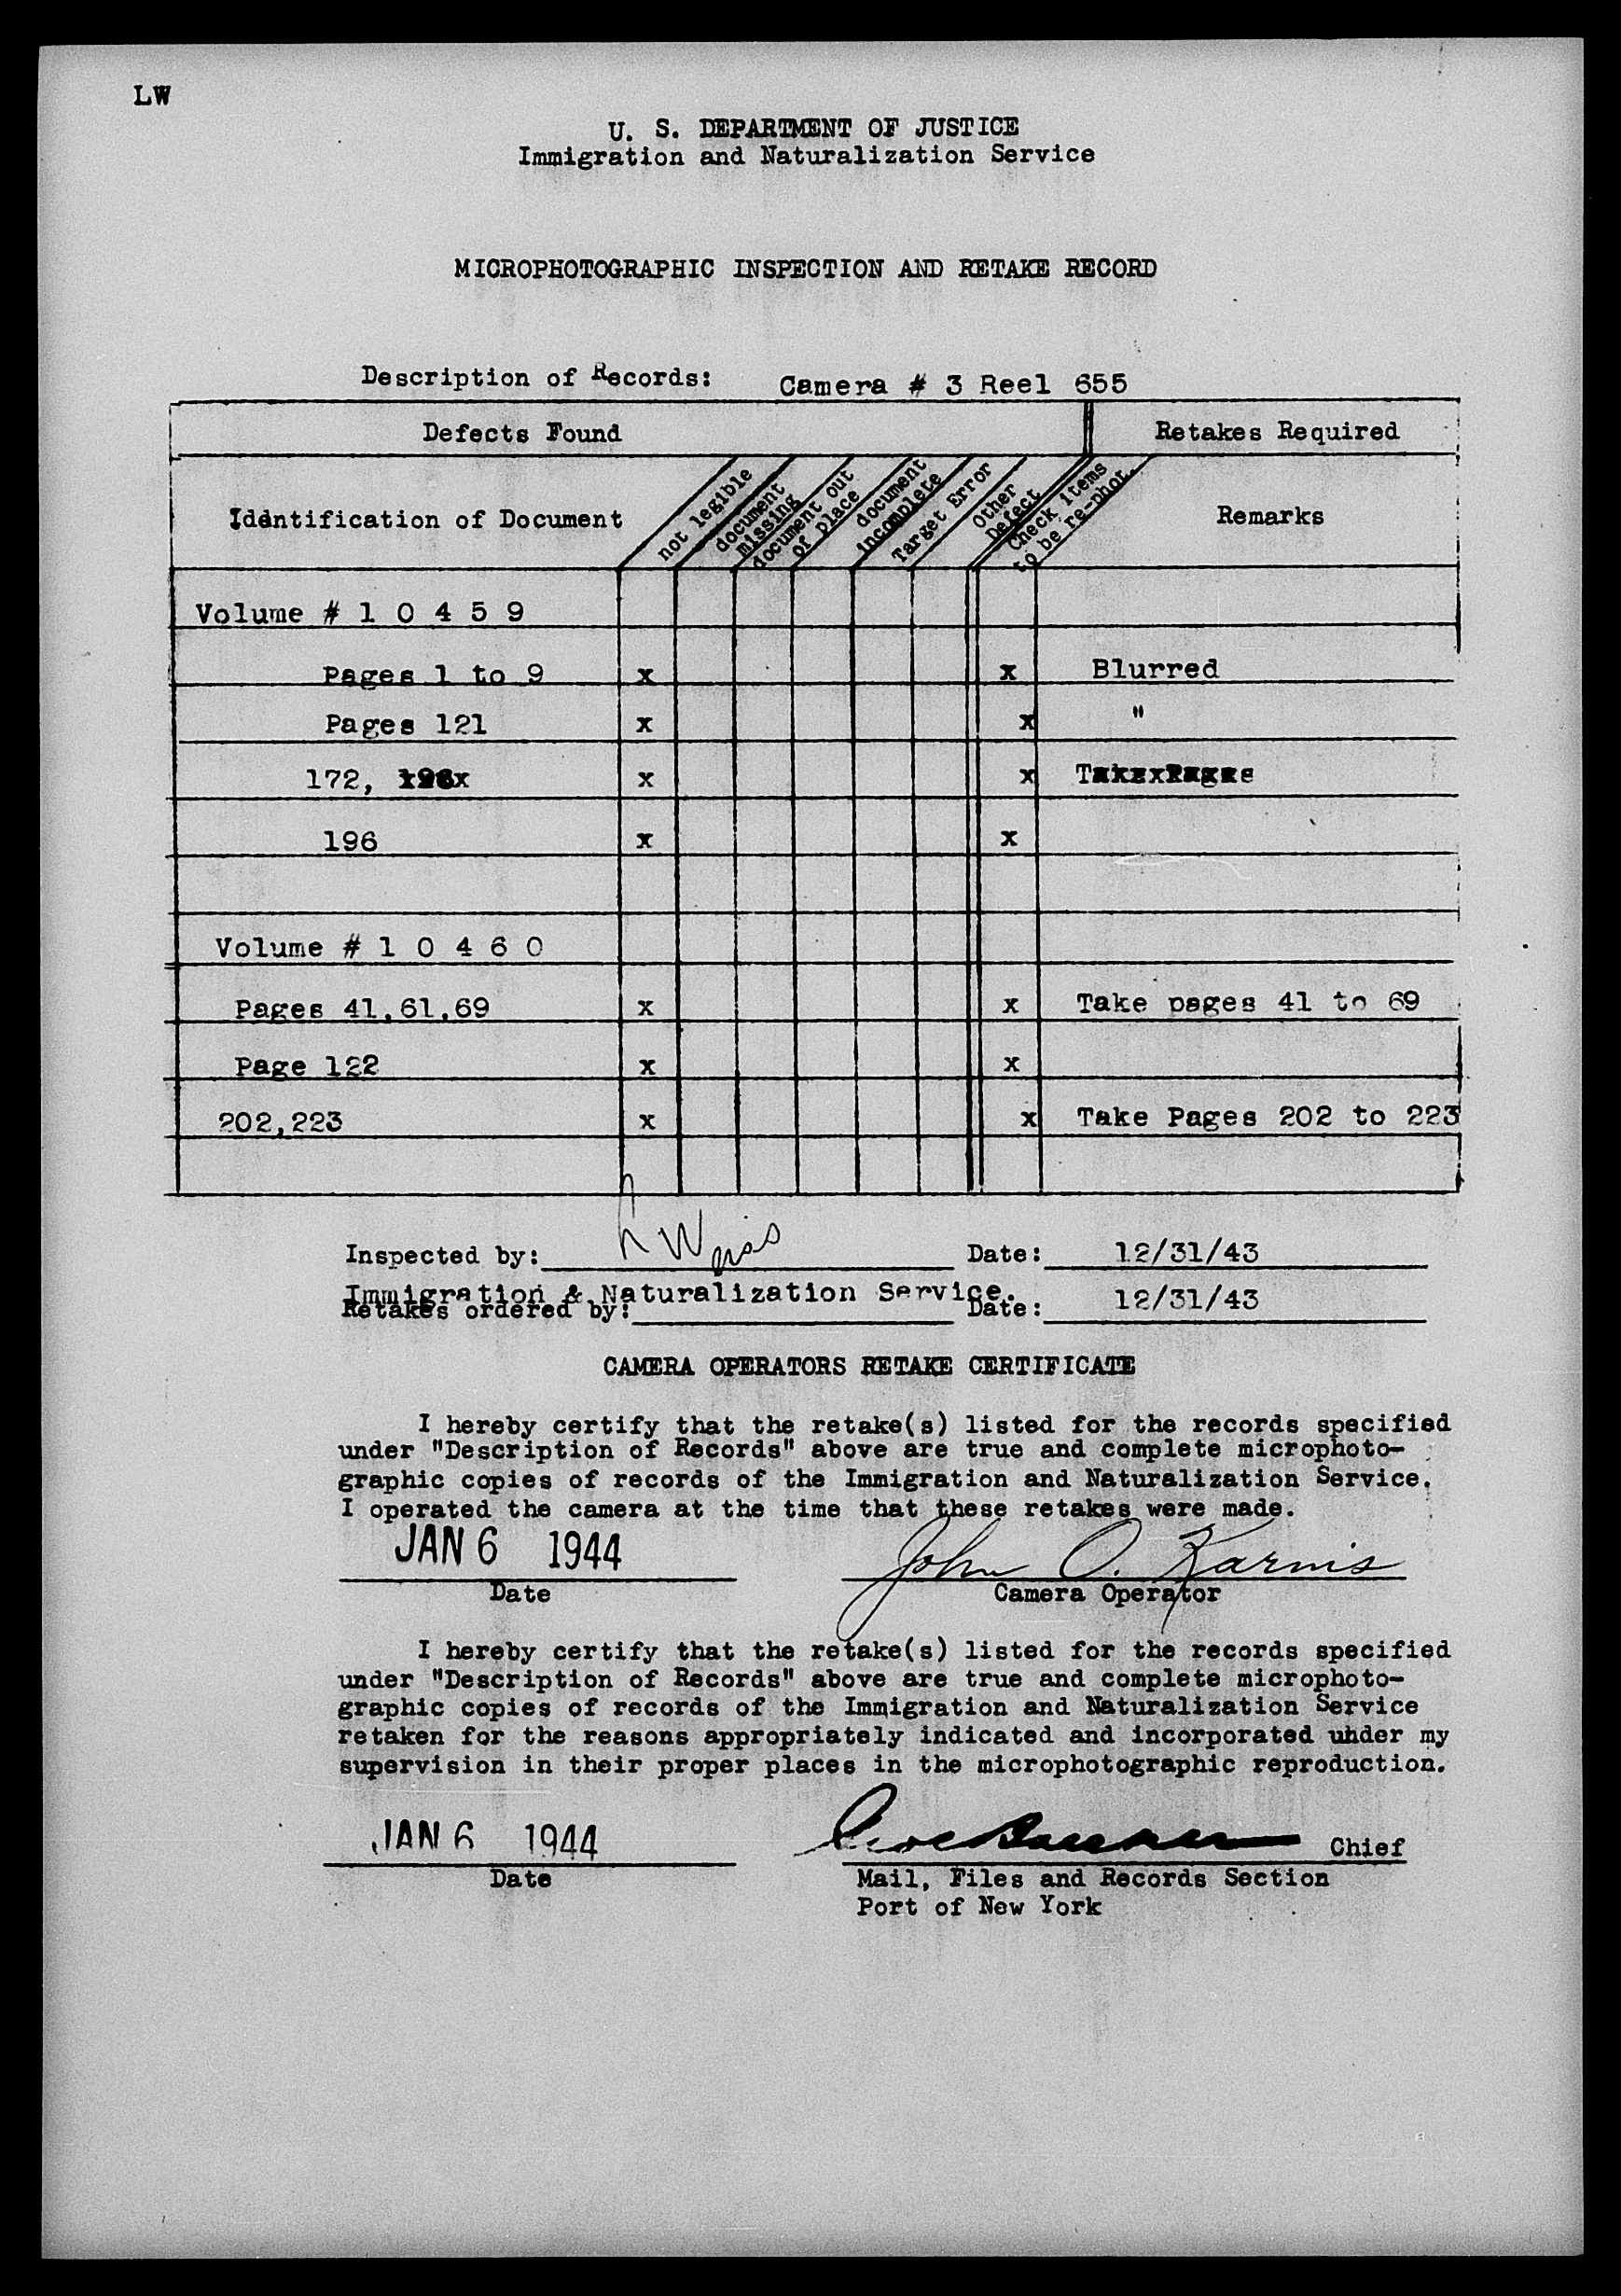 LW
U. S. DEPARTMENT OF JUSTICE
Immigration and Naturalization Service
MICROPHOTOGRAPHIC INSPECTION AND RETAKE RECORD
Description of Records: Camera # 3 Reel 655
Defects Found Retakes Required
Identification of Document not legible document missing document out of place document incomplete Target Error Other Defect Check items to be re-phot. Remarks
Volume # 1 0 4 5 9
Pages 1 to 9 x x Blurred
Pages 121 x x "
172, x x
196 x x
Volume # 1 0 4 6 0
Pages 41,61,69 x x Take pages 41 to 69
Page 122 x x
202,223 x x Take Pages 202 to 223
Inspected by: Weiss Date: 12/31/43
Immigration & Naturalization Service.
Retakes ordered by: Date: 12/31/43
CAMERA OPERATORS RETAKE CERTIFICATE
I hereby certify that the retake(s) listed for the records specified
under "Description of Records" above are true and complete microphoto-
graphic copies of records of the Immigration and Naturalization Service.
I operated the camera at the time that these retakes were made.
JAN 6 1944 John O. Karnis
Date Camera Operator
I hereby certify that the retake(s) listed for the records specified
under "Description of Records" above are true and complete microphoto-
graphic copies of records of the Immigration and Naturalization Service
retaken for the reasons appropriately indicated and incorporated under my
supervision in their proper places in the microphotographic reproduction.
JAN 6 1944 Chief
Date Mail, Files and Records Section
Port of New York